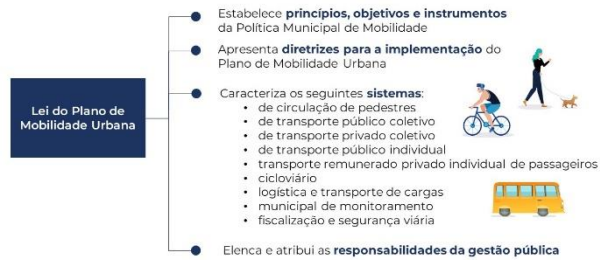 Estabelece princípios, objetivos e instrumentos
da Política Municipal de Mobilidade
Apresenta diretrizes para a implementação do
Plano de Mobilidade Urbana
Lei do Plano de
Mobilidade Urbana
Caracteriza os seguintes sistemas:
• de circulação de pedestres
• de transporte público coletivo
• de transporte privado coletivo
• de transporte público individual
• transporte remunerado privado individual de passageiros
• cicloviário
• logística e transporte de cargas
• municipal de monitoramento
• fiscalização e segurança viária
Elenca e atribui as responsabilidades da gestão pública